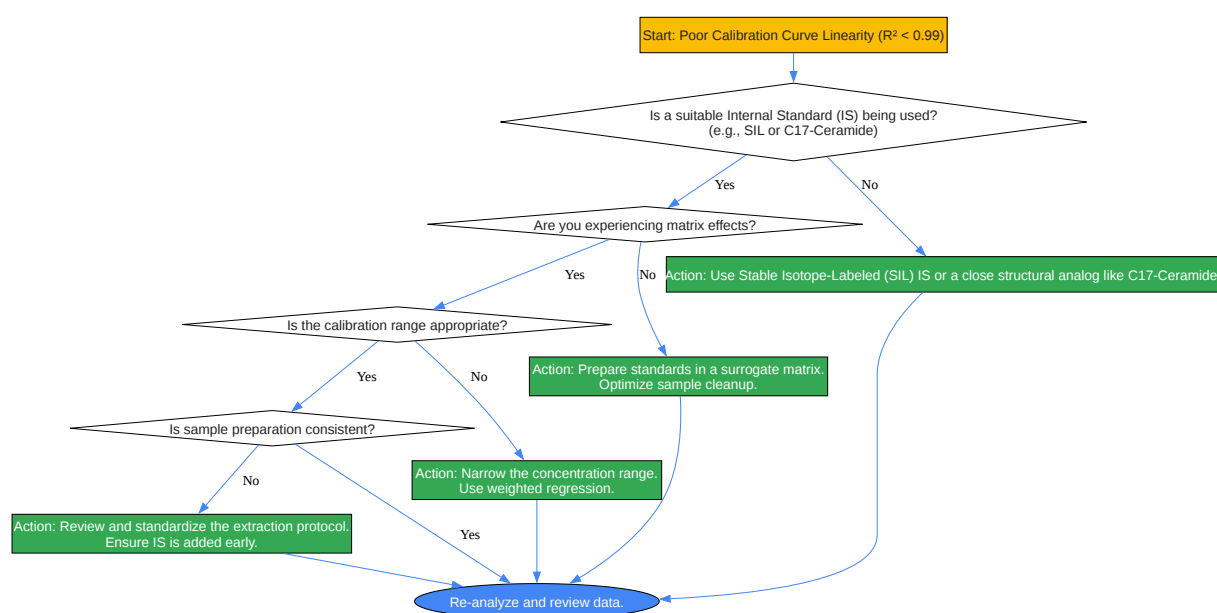 Start: Poor Calibration Curve Linearity (R² < 0.99)
Is a suitable Internal Standard (IS) being used?
(e.g., SIL or C17-Ceramide)
Yes
No
Are you experiencing matrix effects?
Yes
No
Action: Use Stable Isotope-Labeled (SIL) IS or a close structural analog like C17-Ceramide
Is the calibration range appropriate?
Yes
No
Action: Prepare standards in a surrogate matrix.
Optimize sample cleanup.
Is sample preparation consistent?
No
Yes
Action: Narrow the concentration range.
Use weighted regression.
Action: Review and standardize the extraction protocol.
Ensure IS is added early.
Re-analyze and review data.